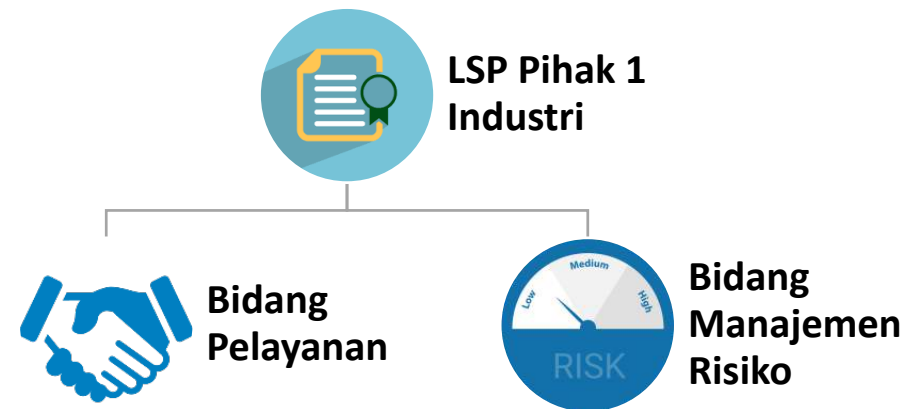 LSP Pihak 1
Industri
Bidang
Pelayanan
Low
Medium
High
RISK
Bidang
Manajemen
Risiko